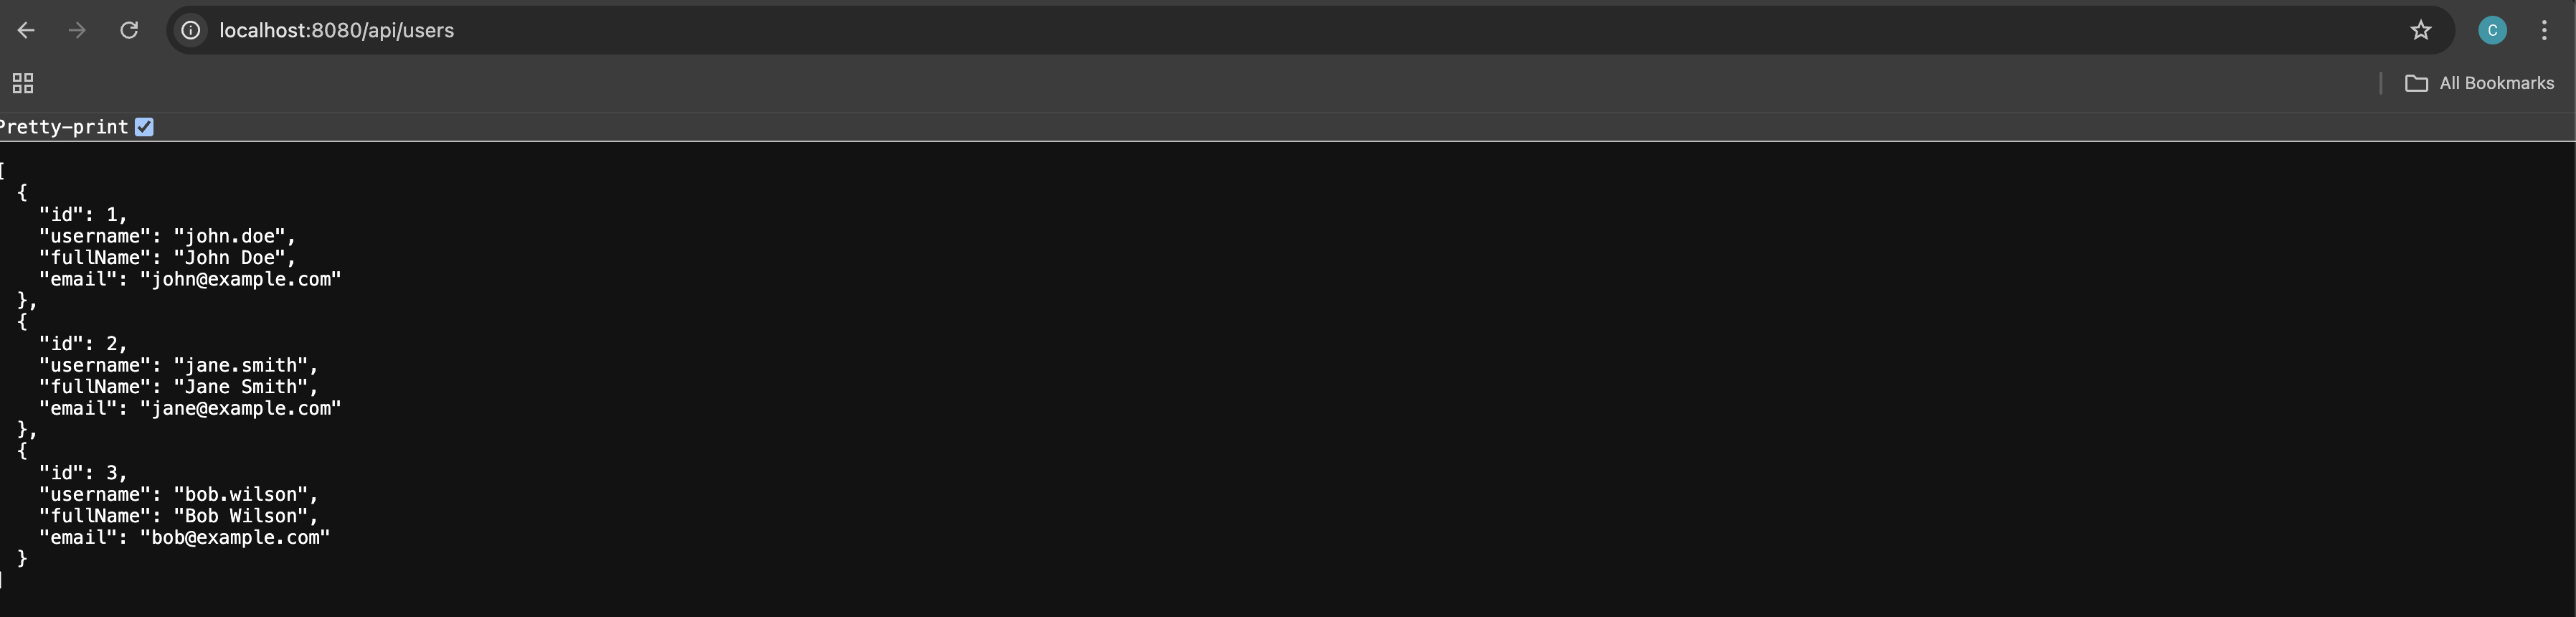 localhost:8080/api/users
C
All Bookmarks
Pretty-print
[
  {
    "id": 1,
    "username": "john.doe",
    "fullName": "John Doe",
    "email": "john@example.com"
  },
  {
    "id": 2,
    "username": "jane.smith",
    "fullName": "Jane Smith",
    "email": "jane@example.com"
  },
  {
    "id": 3,
    "username": "bob.wilson",
    "fullName": "Bob Wilson",
    "email": "bob@example.com"
  }
]